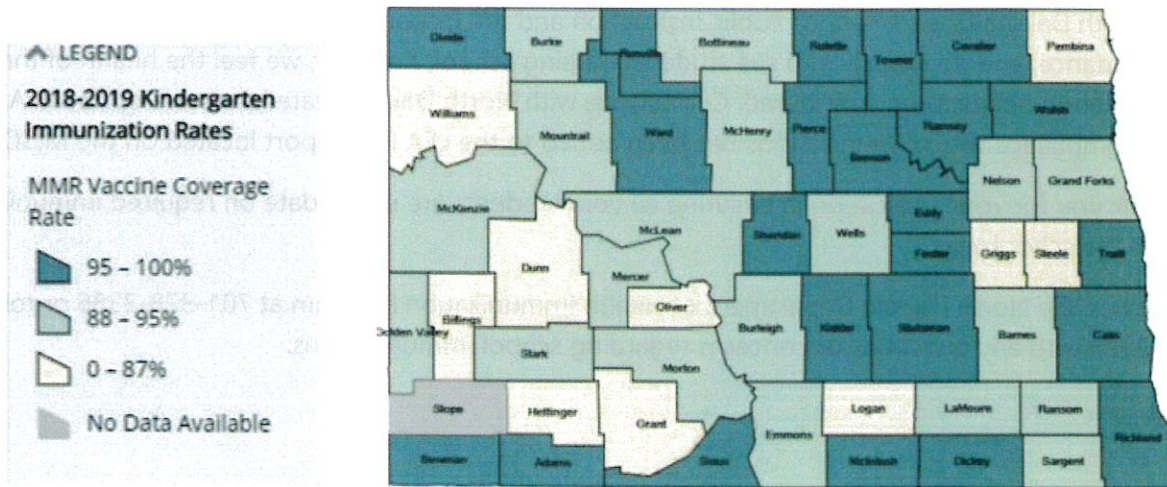 LEGEND
2018-2019 Kindergarten
Immunization Rates
MMR Vaccine Coverage
Rate
95 – 100%
88 – 95%
0 – 87%
No Data Available
Divide
Burke
Renville
Bottineau
Rolette
Towner
Cavalier
Pembina
Williams
Mountrail
Ward
McHenry
Pierce
Benson
Ramsey
Walsh
McKenzie
McLean
Sheridan
Wells
Eddy
Foster
Nelson
Grand Forks
Dunn
Mercer
Oliver
Griggs
Steele
Traill
Golden Valley
Billings
Stark
Morton
Burleigh
Kidder
Stutsman
Barnes
Cass
Slope
Hettinger
Grant
Emmons
Logan
LaMoure
Ransom
Richland
Bowman
Adams
Sioux
McIntosh
Dickey
Sargent